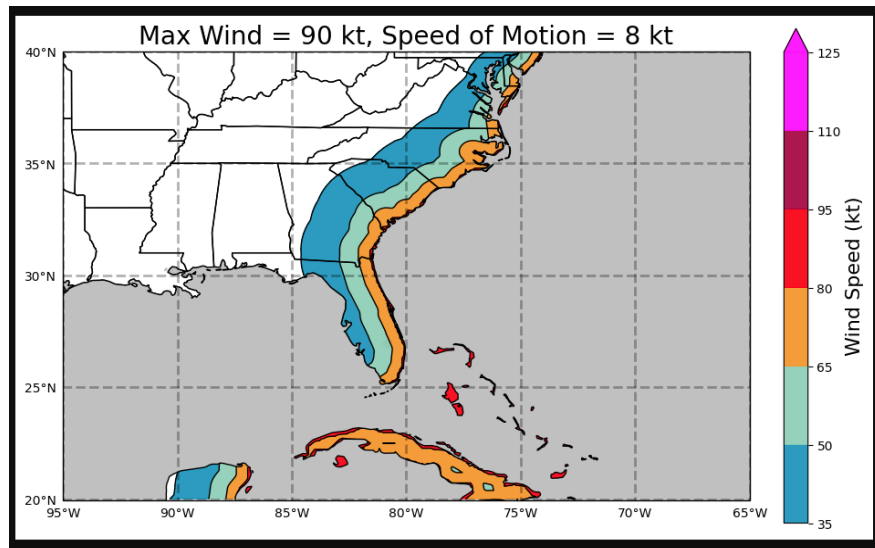 Max Wind = 90 kt, Speed of Motion = 8 kt
40°N
35°N
30°N
25°N
20°N
95°W
90°W
85°W
80°W
75°W
70°W
65°W
125
110
95
80
65
50
35
Wind Speed (kt)